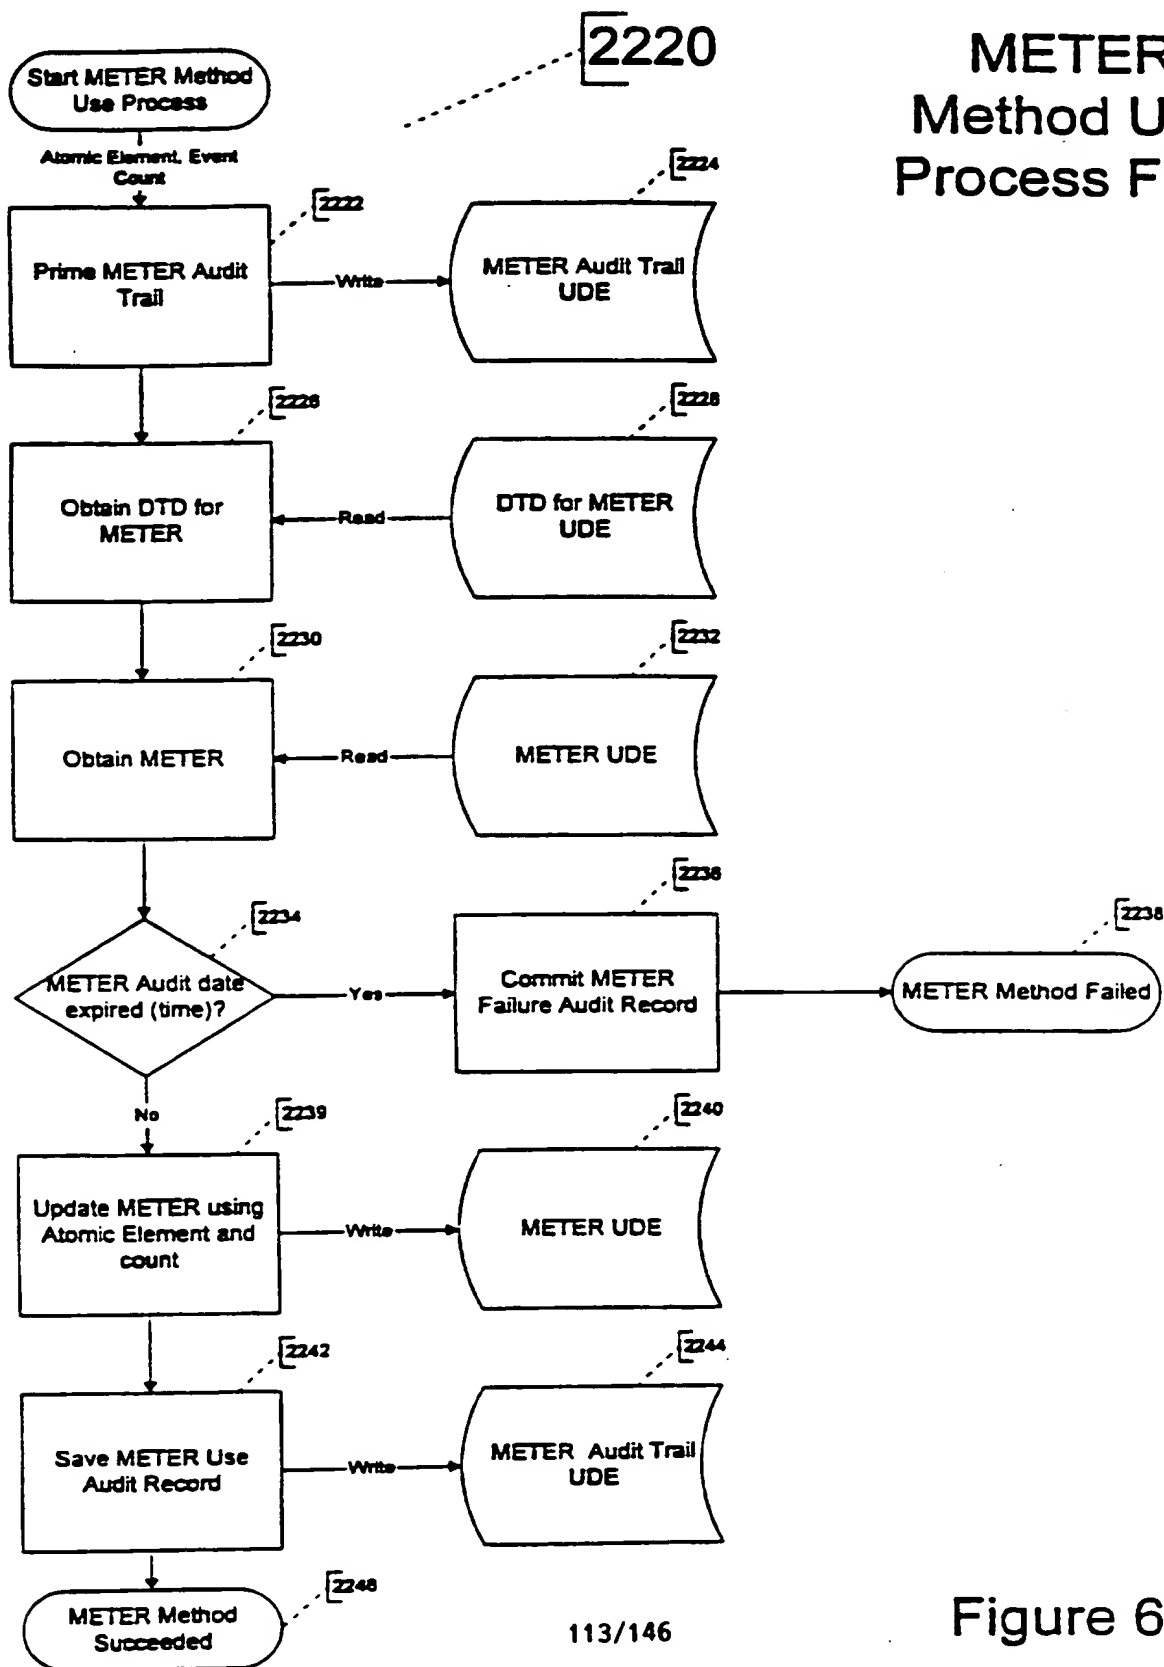 2220
METER
Method U
Process F
Start METER Method
Use Process
Atomic Element, Event
Count
2222
2224
Prime METER Audit
Trail
Write
METER Audit Trail
UDE
2226
2228
Obtain DTD for
METER
Read
DTD for METER
UDE
2230
2232
Obtain METER
Read
METER UDE
2234
2236
2238
METER Audit date
expired (time)?
Yes
Commit METER
Failure Audit Record
METER Method Failed
No
2239
2240
Update METER using
Atomic Element and
count
Write
METER UDE
2242
2244
Save METER Use
Audit Record
Write
METER Audit Trail
UDE
2246
METER Method
Succeeded
113/146
Figure 6